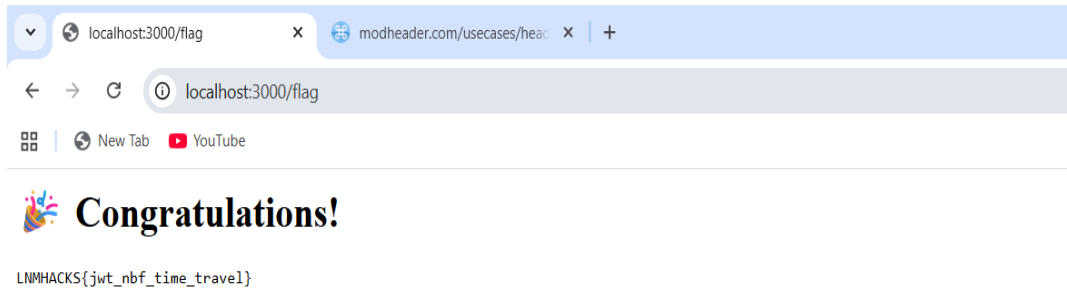 localhost:3000/flag
modheader.com/usecases/head
localhost:3000/flag
New Tab YouTube
Congratulations!
LNMHACKS{jwt_nbf_time_travel}